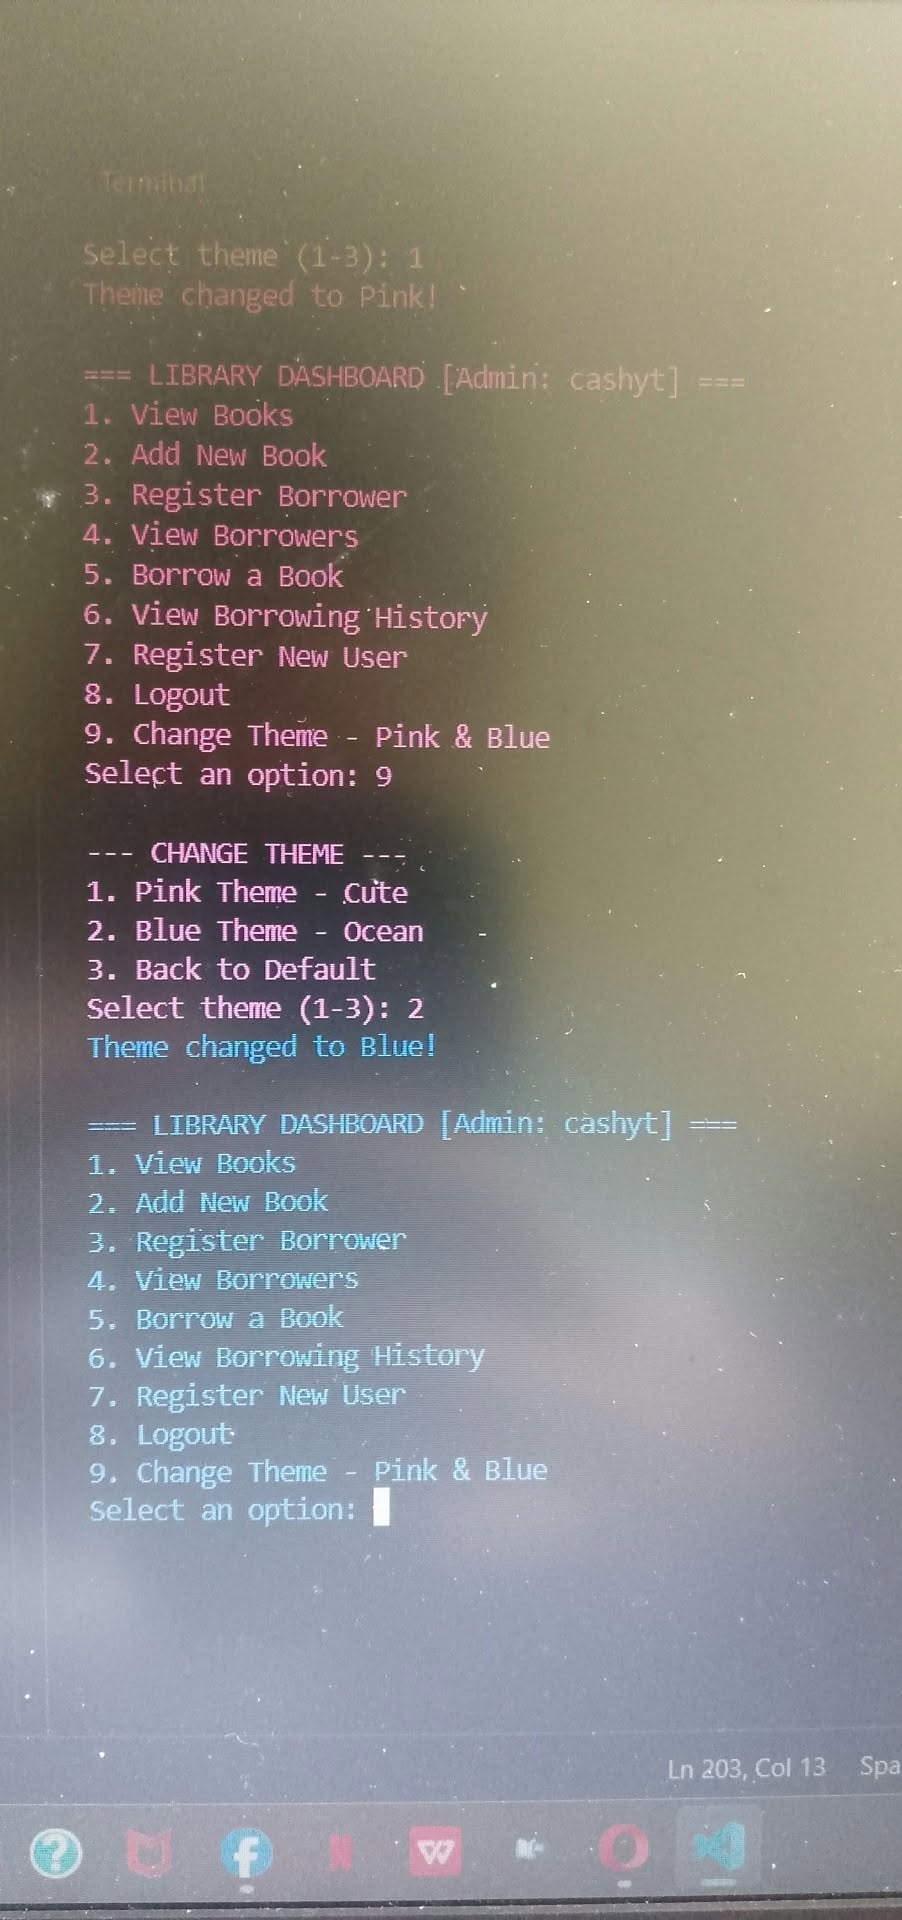 Terminal
Select theme (1-3): 1
Theme changed to Pink!
=== LIBRARY DASHBOARD [Admin: cashyt] ===
1. View Books
2. Add New Book
3. Register Borrower
4. View Borrowers
5. Borrow a Book
6. View Borrowing History
7. Register New User
8. Logout
9. Change Theme - Pink & Blue
Select an option: 9
--- CHANGE THEME ---
1. Pink Theme - Cute
2. Blue Theme - Ocean
3. Back to Default
Select theme (1-3): 2
Theme changed to Blue!
=== LIBRARY DASHBOARD [Admin: cashyt] ===
1. View Books
2. Add New Book
3. Register Borrower
4. View Borrowers
5. Borrow a Book
6. View Borrowing History
7. Register New User
8. Logout
9. Change Theme - Pink & Blue
Select an option:
Ln 203, Col 13 Spa